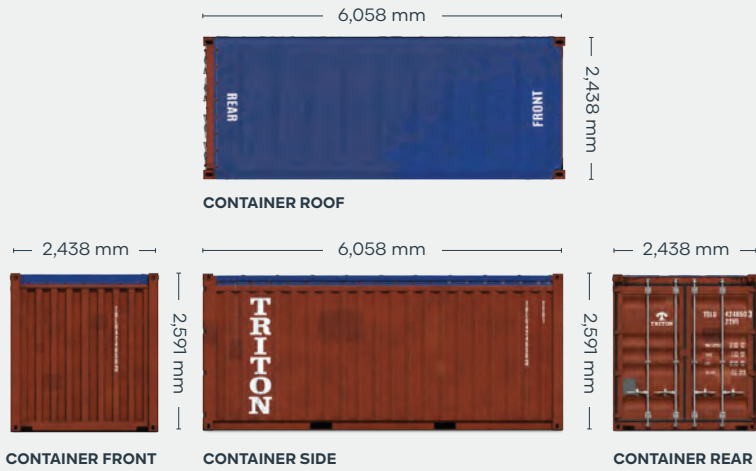 6,058 mm
REAR
FRONT
2,438 mm
CONTAINER ROOF
2,438 mm
2,591 mm
CONTAINER FRONT
6,058 mm
TRITON
2,591 mm
CONTAINER SIDE
2,438 mm
TRITON
CONTAINER REAR